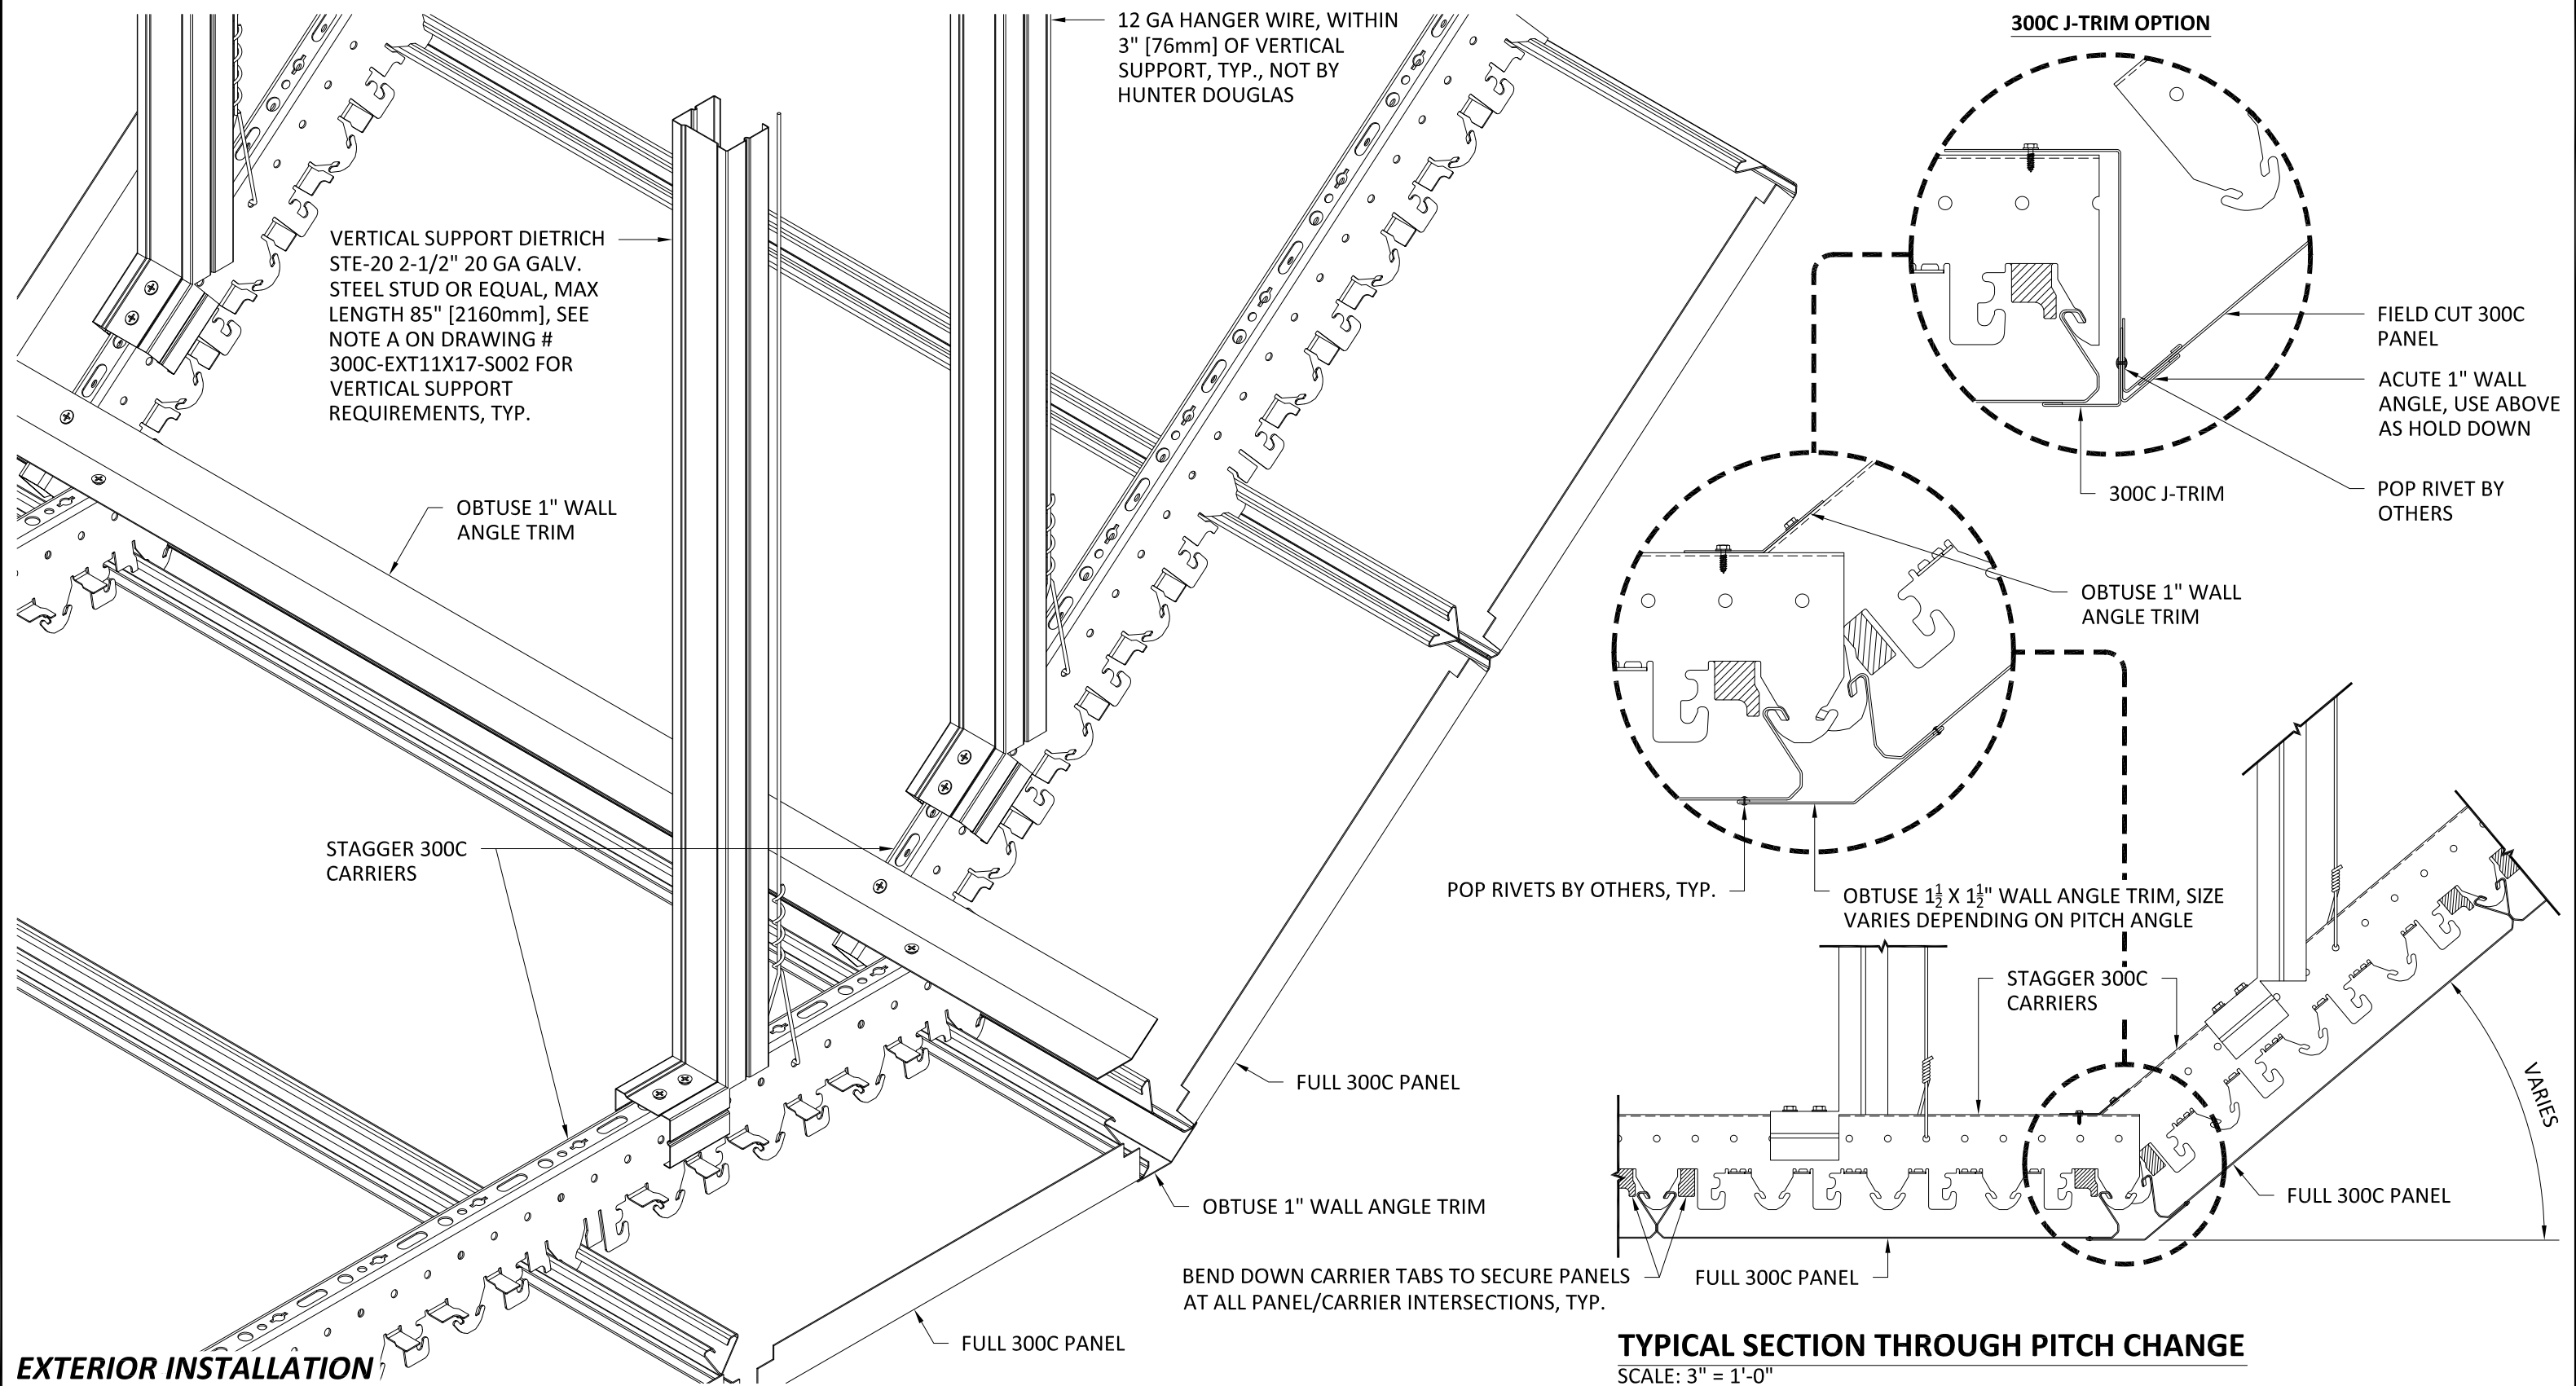 12 GA HANGER WIRE, WITHIN
3" [76mm] OF VERTICAL
SUPPORT, TYP., NOT BY
HUNTER DOUGLAS
300C J-TRIM OPTION
VERTICAL SUPPORT DIETRICH
STE-20 2-1/2" 20 GA GALV.
STEEL STUD OR EQUAL, MAX
LENGTH 85" [2160mm], SEE
NOTE A ON DRAWING #
300C-EXT11X17-S002 FOR
VERTICAL SUPPORT
REQUIREMENTS, TYP.
FIELD CUT 300C
PANEL
ACUTE 1" WALL
ANGLE, USE ABOVE
AS HOLD DOWN
300C J-TRIM
POP RIVET BY
OTHERS
OBTUSE 1" WALL
ANGLE TRIM
OBTUSE 1" WALL
ANGLE TRIM
STAGGER 300C
CARRIERS
POP RIVETS BY OTHERS, TYP.
OBTUSE 1½ X 1½" WALL ANGLE TRIM, SIZE
VARIES DEPENDING ON PITCH ANGLE
STAGGER 300C
CARRIERS
FULL 300C PANEL
VARIES
OBTUSE 1" WALL ANGLE TRIM
FULL 300C PANEL
BEND DOWN CARRIER TABS TO SECURE PANELS
AT ALL PANEL/CARRIER INTERSECTIONS, TYP.
FULL 300C PANEL
FULL 300C PANEL
EXTERIOR INSTALLATION
TYPICAL SECTION THROUGH PITCH CHANGE
SCALE: 3" = 1'-0"